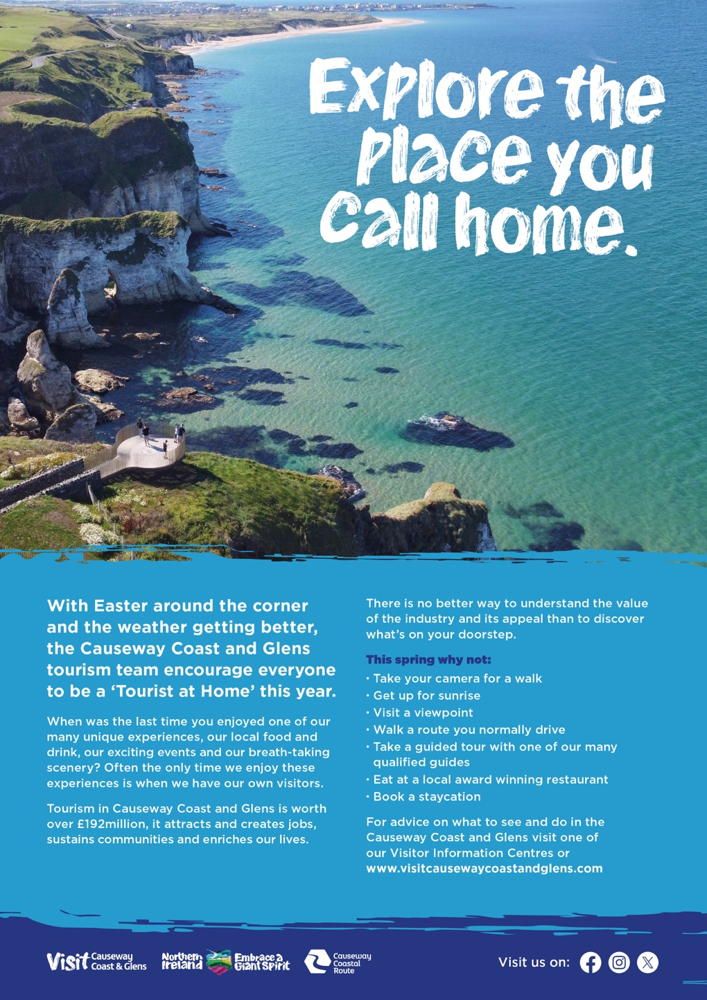 Explore the
place you
call home.
With Easter around the corner
and the weather getting better,
the Causeway Coast and Glens
tourism team encourage everyone
to be a ‘Tourist at Home’ this year.
When was the last time you enjoyed one of our
many unique experiences, our local food and
drink, our exciting events and our breath-taking
scenery? Often the only time we enjoy these
experiences is when we have our own visitors.
Tourism in Causeway Coast and Glens is worth
over £192million, it attracts and creates jobs,
sustains communities and enriches our lives.
There is no better way to understand the value
of the industry and its appeal than to discover
what’s on your doorstep.
This spring why not:
• Take your camera for a walk
• Get up for sunrise
• Visit a viewpoint
• Walk a route you normally drive
• Take a guided tour with one of our many
qualified guides
• Eat at a local award winning restaurant
• Book a staycation
For advice on what to see and do in the
Causeway Coast and Glens visit one of
our Visitor Information Centres or
www.visitcausewaycoastandglens.com
Visit Causeway
Coast & Glens
Northern
Ireland
Embrace a
Giant Spirit
Causeway
Coastal
Route
Visit us on: